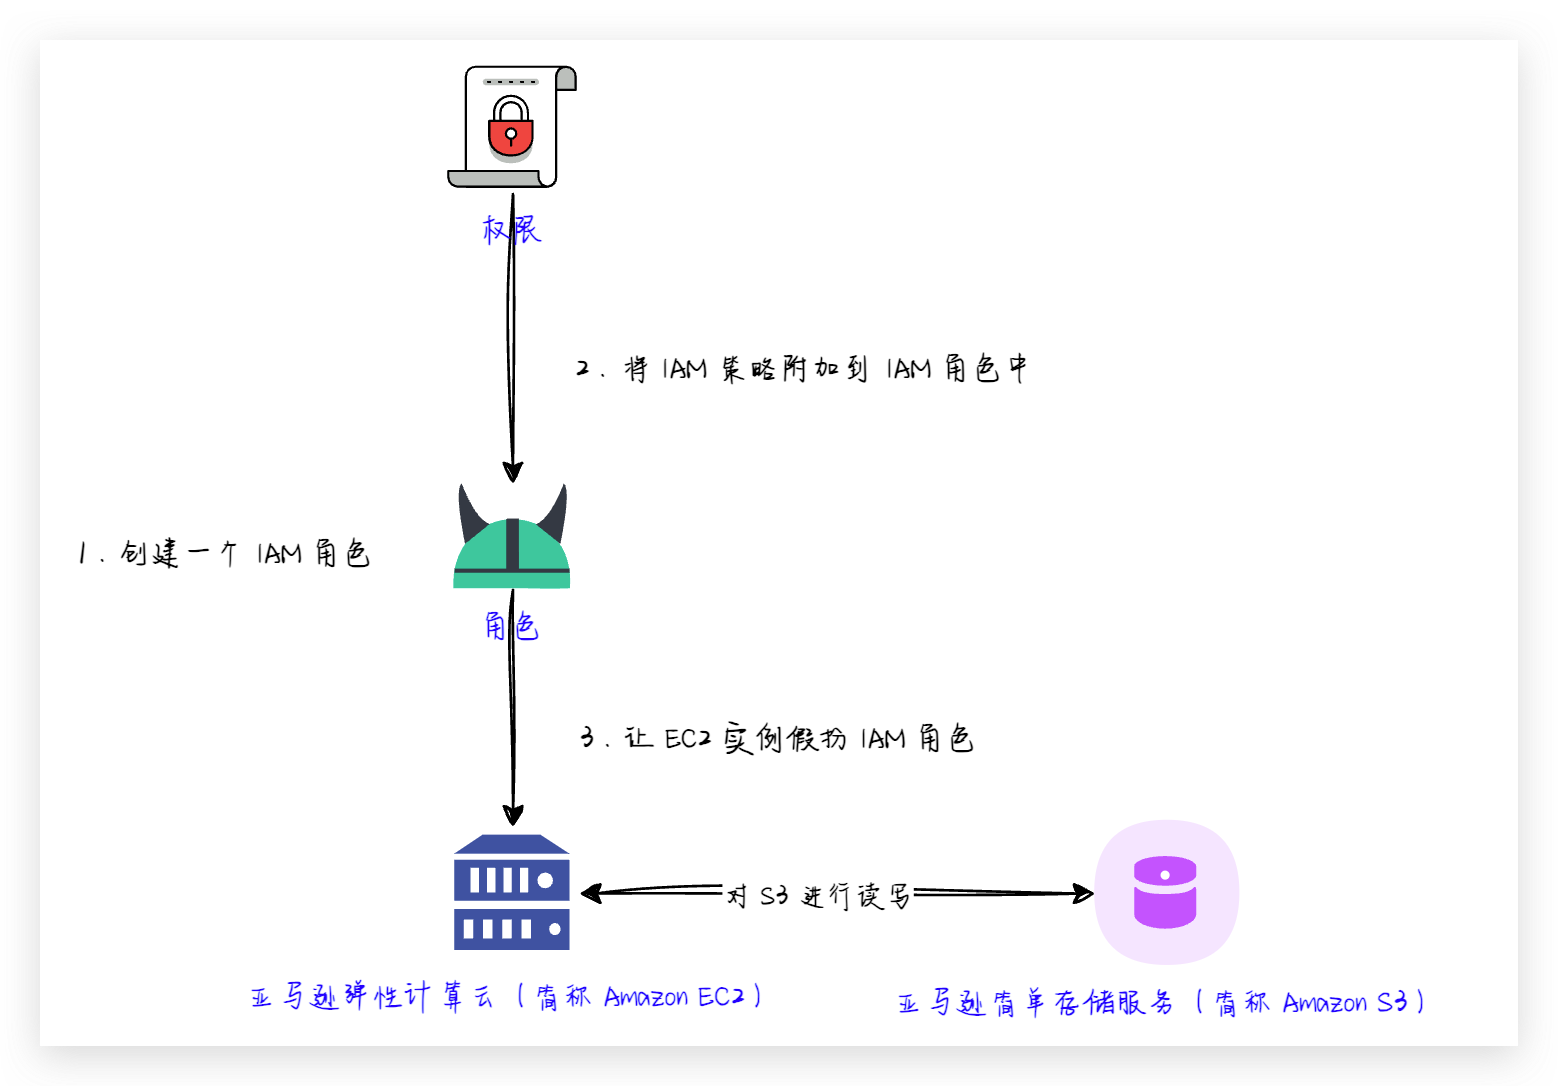 权限
2. 将 IAM 策略附加到 IAM 角色中
1. 创建一个 IAM 角色
角色
3. 让 EC2 实例假扮 IAM 角色
对 S3 进行读写
亚马逊弹性计算云（简称 Amazon EC2）
亚马逊简单存储服务（简称 Amazon S3）